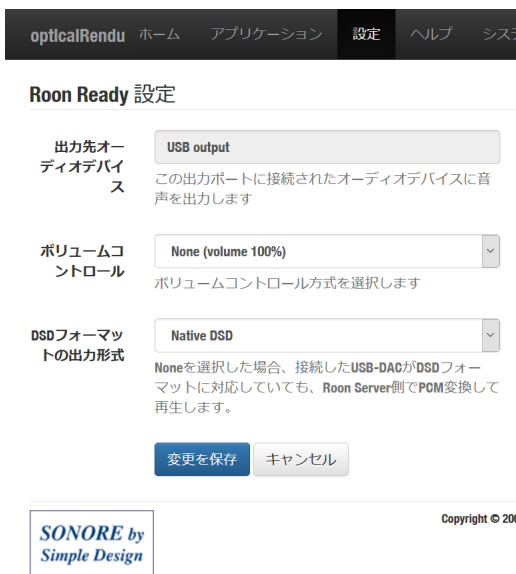 opticalRendu ホーム アプリケーション 設定 ヘルプ
Roon Ready 設定
出力先オー
ディオデバイ
ス
USB output
この出力ポートに接続されたオーディオデバイスに音
声を出力します
ボリュームコ
ントロール
None (volume 100%)
ボリュームコントロール方式を選択します
DSDフォーマッ
トの出力形式
Native DSD
Noneを選択した場合、接続したUSB-DACがDSDフォー
マットに対応していても、Roon Server側でPCM変換して
再生します。
変更を保存 キャンセル
Copyright © 200
SONORE by
Simple Design